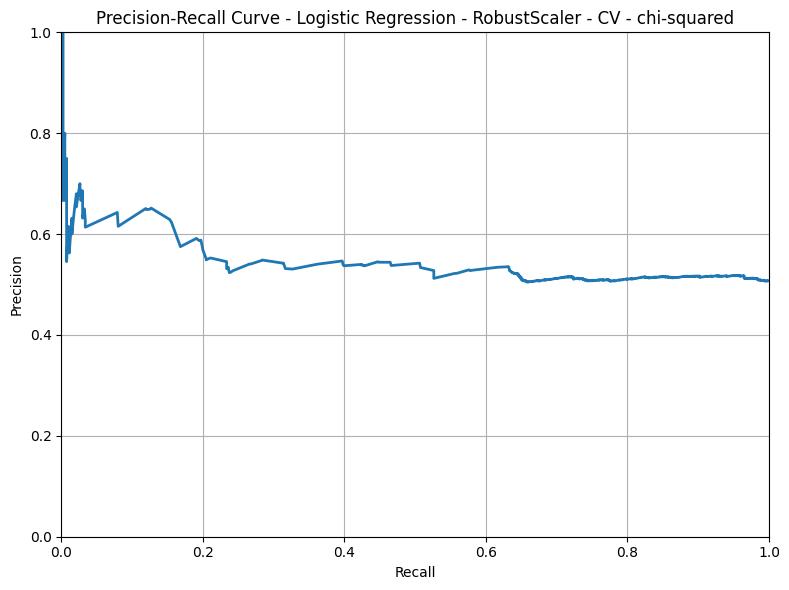 Precision-Recall Curve - Logistic Regression - RobustScaler - CV - chi-squared
1.0
0.8
0.6
0.4
0.2
0.0
Precision
0.0 0.2 0.4 0.6 0.8 1.0
Recall